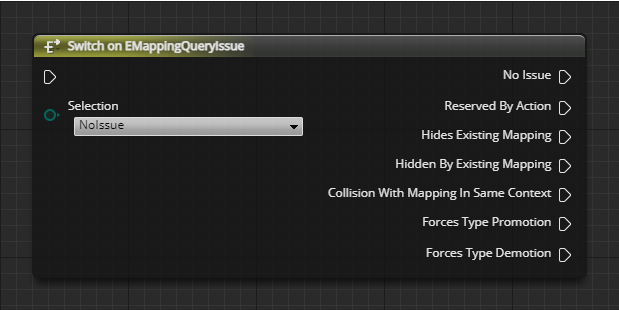 Switch on EMappingQueryIssue
No Issue
Selection
NoIssue
Reserved By Action
Hides Existing Mapping
Hidden By Existing Mapping
Collision With Mapping In Same Context
Forces Type Promotion
Forces Type Demotion